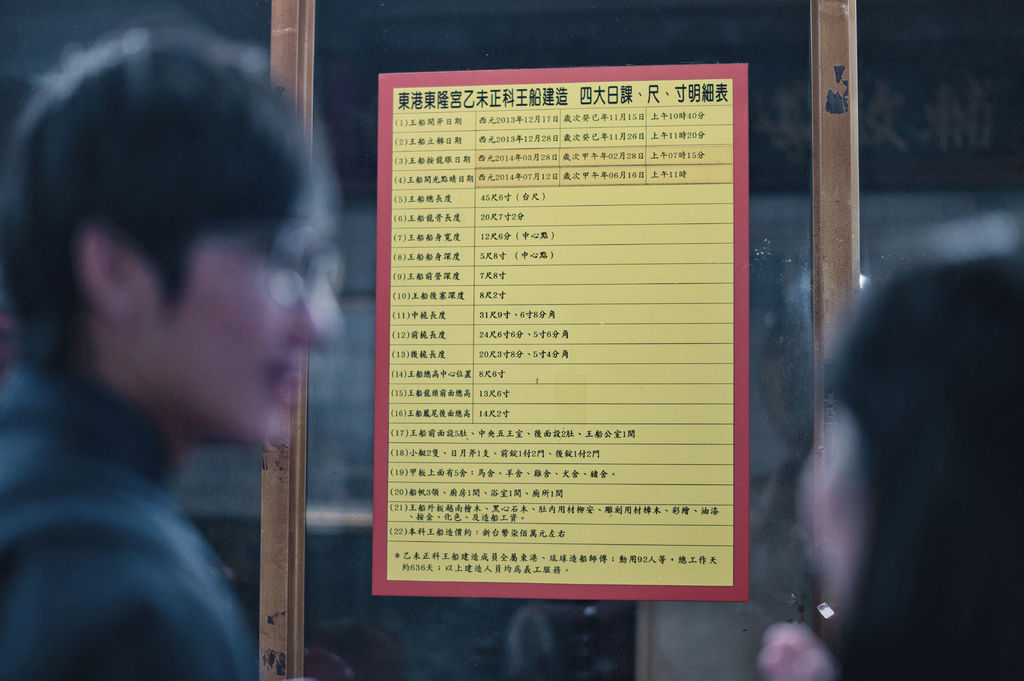 東港東隆宮乙未正科王船建造 四大日課、尺、寸明細表
(1)王船開斧日期 西元2013年12月17日 歲次癸巳年11月15日 上午10時40分
(2)王船立桅日期 西元2013年12月28日 歲次癸巳年11月26日 上午11時20分
(3)王船按龍眼日期 西元2014年03月28日 歲次甲午年02月28日 上午07時15分
(4)王船開光點睛日期 西元2014年07月12日 歲次甲午年06月16日 上午11時
(5)王船總長度 45尺6寸(台尺)
(6)王船龍骨長度 20尺7寸2分
(7)王船船身寬度 12尺6分(中心點)
(8)王船船身深度 5尺8寸 (中心點)
(9)王船前營深度 7尺8寸
(10)王船後寨深度 8尺2寸
(11)中桅長度 31尺9寸、6寸8分角
(12)前桅長度 24尺6寸6分、5寸6分角
(13)後桅長度 20尺3寸8分、5寸4分角
(14)王船總高中心位置 8尺6寸
(15)王船龍頭前面總高 13尺6寸
(16)王船鳳尾後面總高 14尺2寸
(17)王船前面設5肚、中央五王室、後面設2肚、王船公室1間
(18)小艇2隻、日月斧1支、前錠1付2門、後錠1付2門
(19)甲板上面有5舍:馬舍、羊舍、雞舍、犬舍、豬舍。
(20)船帆3領、廚房1間、浴室1間、廁所1間
(21)王船外板越南檜木、黑心石木、肚內用材柳安、雕刻用材樟木、彩繪、油漆
、按金、化色、及造船工資。
(22)本科王船造價約:新台幣柒佰萬元左右
*乙未正科王船建造成員全屬東港、琉球造船師傅;動用92人等,總工作天
約636天;以上建造人員均爲義工服務。